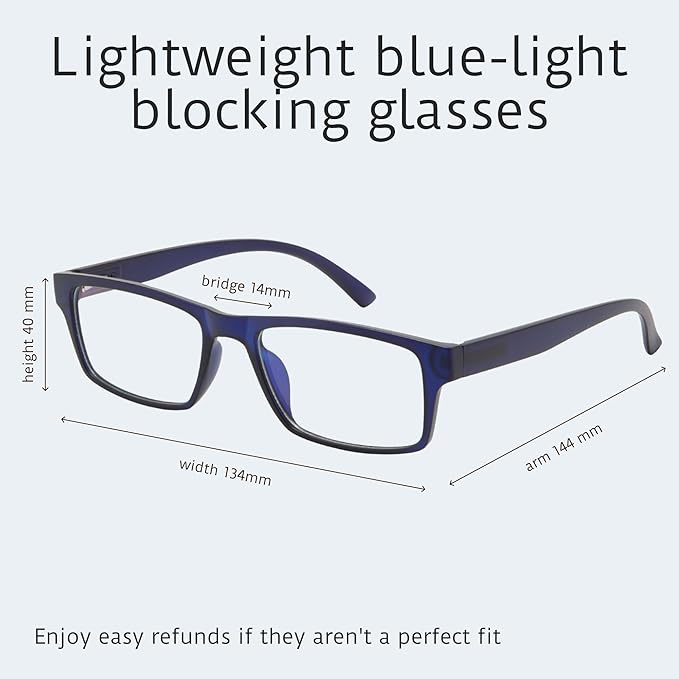 Lightweight blue-light
blocking glasses
bridge 14mm
height 40 mm
width 134mm
arm 144 mm
Enjoy easy refunds if they aren't a perfect fit